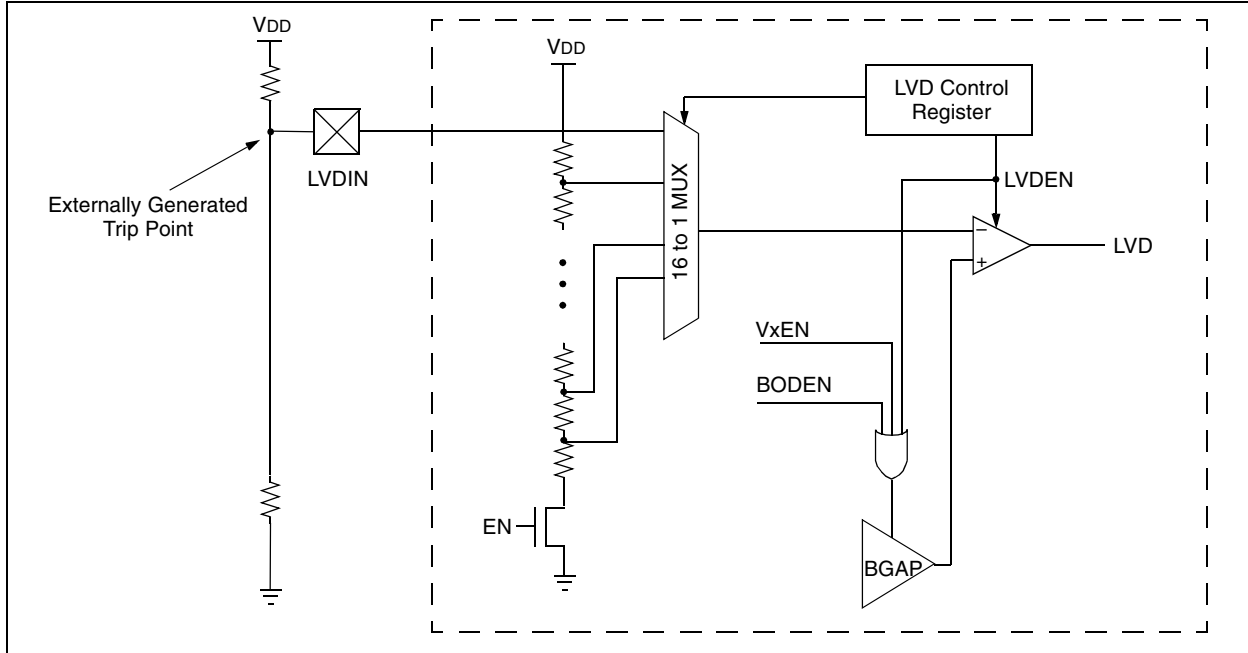 VDD
VDD
LVD Control
Register
LVDIN
16 to 1 MUX
LVDEN
Externally Generated
Trip Point
−
+
LVD
VxEN
BODEN
EN
BGAP